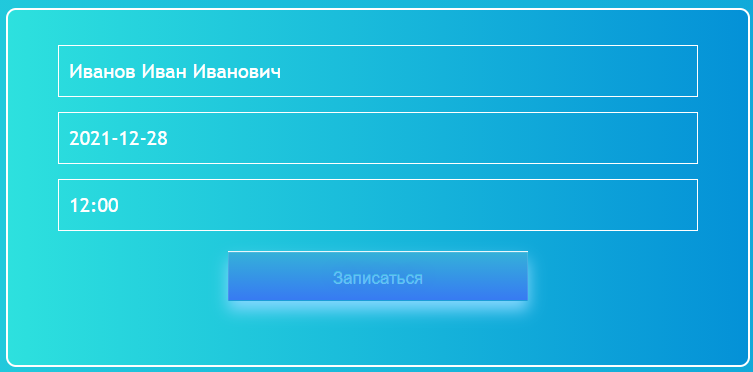 Иванов Иван Иванович
2021-12-28
12:00
Записаться